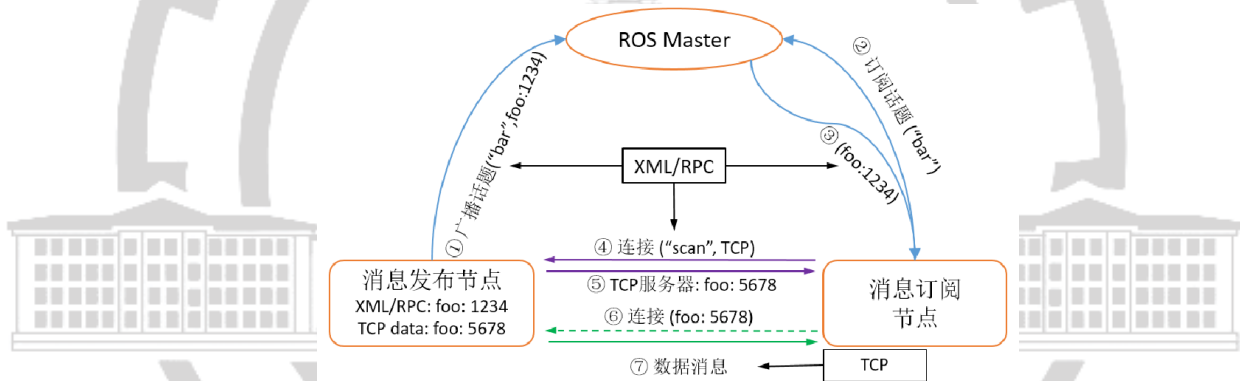 ROS Master
① 广播话题(“bar”,foo:1234)
② 订阅话题 (“bar”)
③ (foo:1234)
XML/RPC
④ 连接 (“scan”, TCP)
⑤ TCP服务器: foo: 5678
消息发布节点
XML/RPC: foo: 1234
TCP data: foo: 5678
消息订阅
节点
⑥ 连接 (foo: 5678)
⑦ 数据消息
TCP